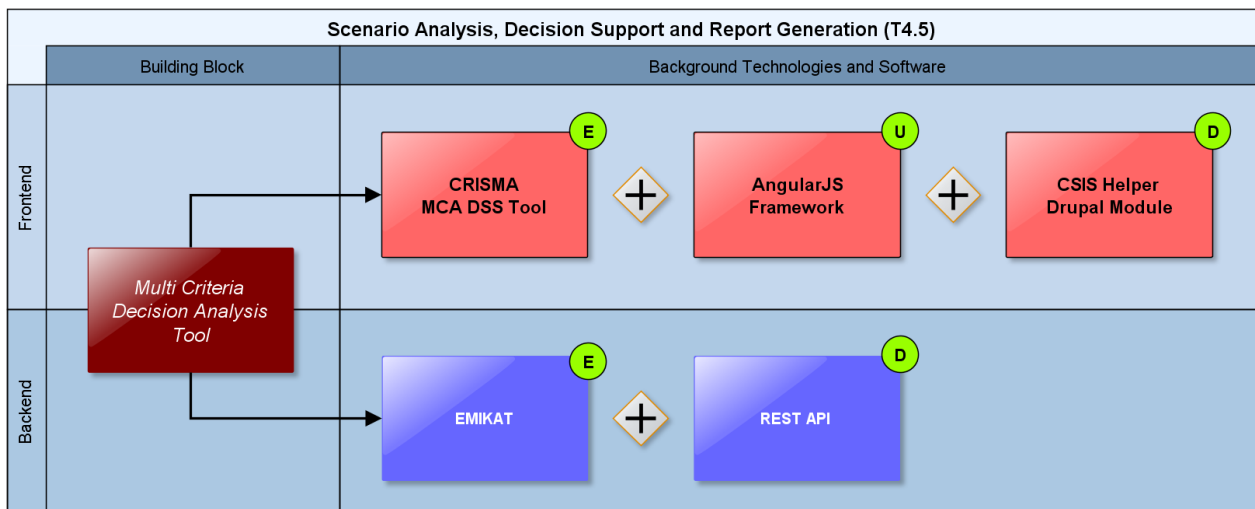 Scenario Analysis, Decision Support and Report Generation (T4.5)
Building Block
Background Technologies and Software
Frontend
E
CRISMA
MCA DSS Tool
U
AngularJS
Framework
D
CSIS Helper
Drupal Module
Multi Criteria
Decision Analysis
Tool
Backend
E
EMIKAT
D
REST API